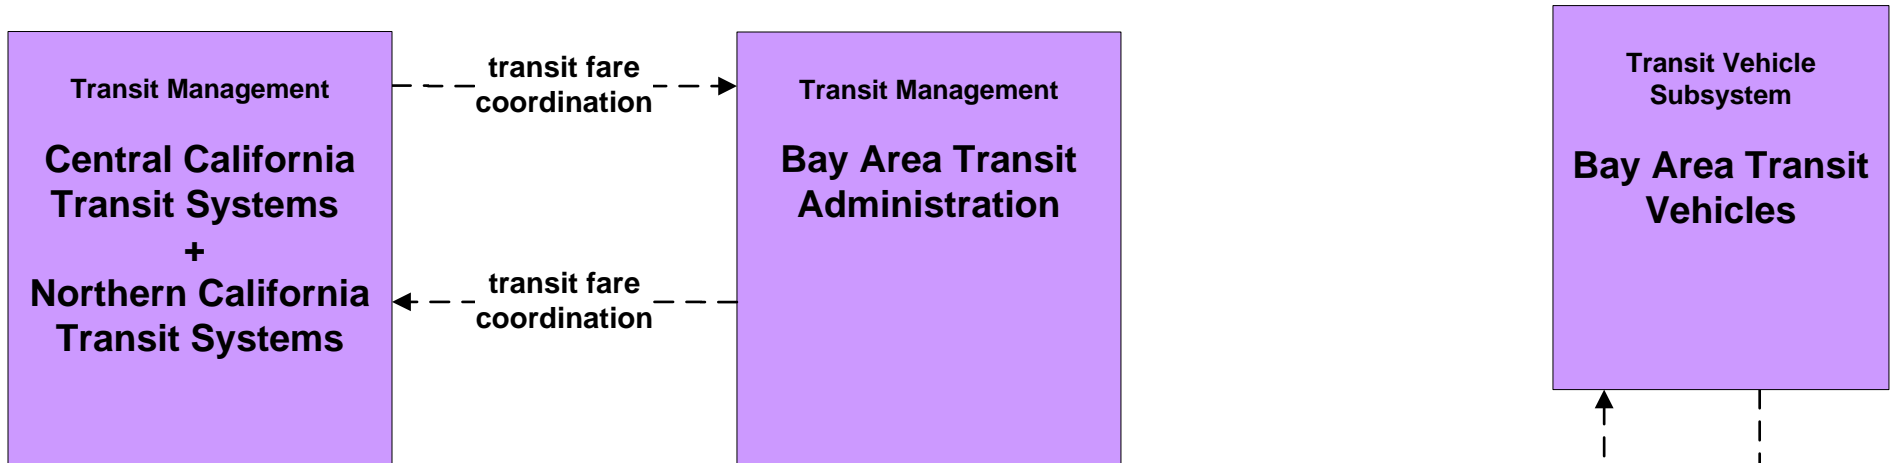 Transit Management
Central California
Transit Systems
+
Northern California
Transit Systems
transit fare
coordination
transit fare
coordination
Transit Management
Bay Area Transit
Administration
Transit Vehicle
Subsystem
Bay Area Transit
Vehicles